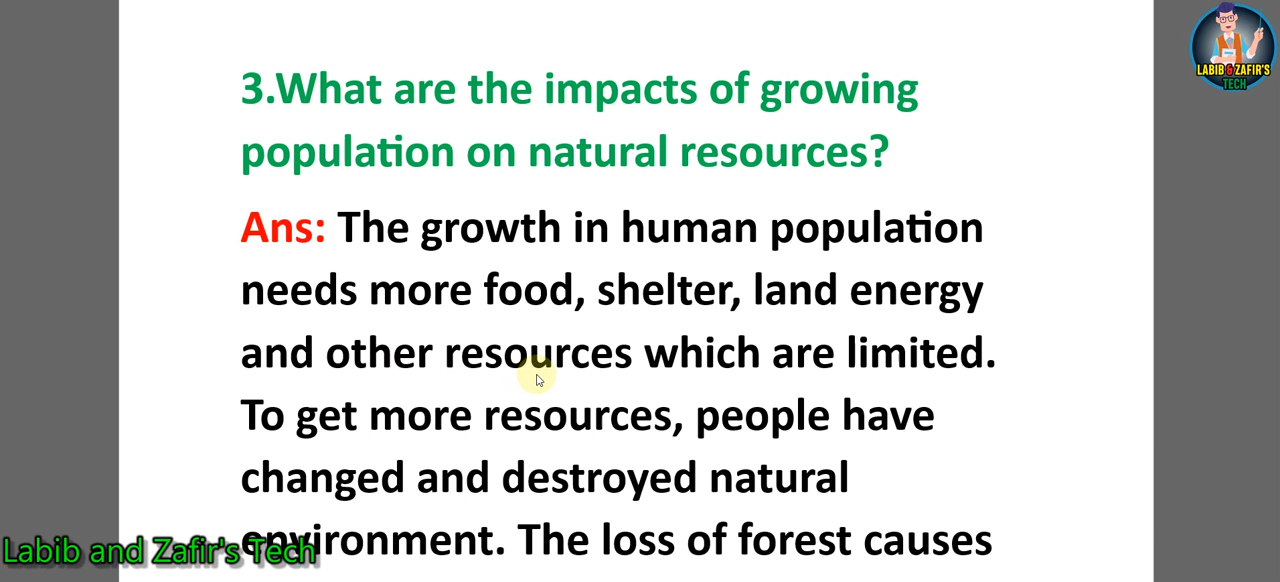 3.What are the impacts of growing
population on natural resources?
Ans: The growth in human population
needs more food, shelter, land energy
and other resources which are limited.
To get more resources, people have
changed and destroyed natural
environment. The loss of forest causes
Labib and Zafir's Tech
LABIB & ZAFIR'S
TECH